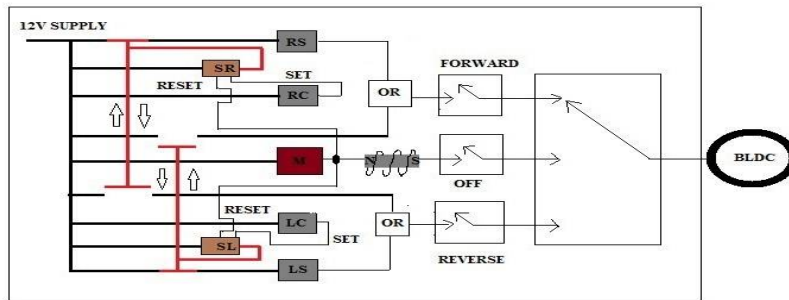 12V SUPPLY
RS
SR
FORWARD
RESET
SET
RC
OR
M
N S
OFF
BLDC
RESET
LC
OR
SET
SL
REVERSE
LS